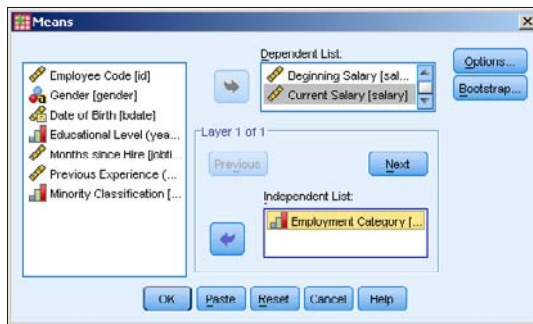 Means
Dependent List:
Employee Code [id]
Gender [gender]
Date of Birth [bdate]
Educational Level (yea...
Months since Hire [jobti...
Previous Experience (...
Minority Classification [...
Beginning Salary [sal...
Current Salary [salary]
Options...
Bootstrap...
Layer 1 of 1
Previous
Next
Independent List:
Employment Category [...
OK
Paste
Reset
Cancel
Help